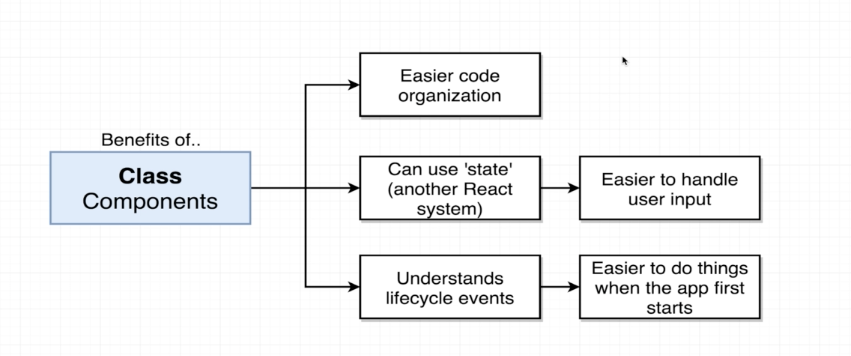 Benefits of..
Class
Components
Easier code
organization
Can use 'state'
(another React
system)
Easier to handle
user input
Understands
lifecycle events
Easier to do things
when the app first
starts